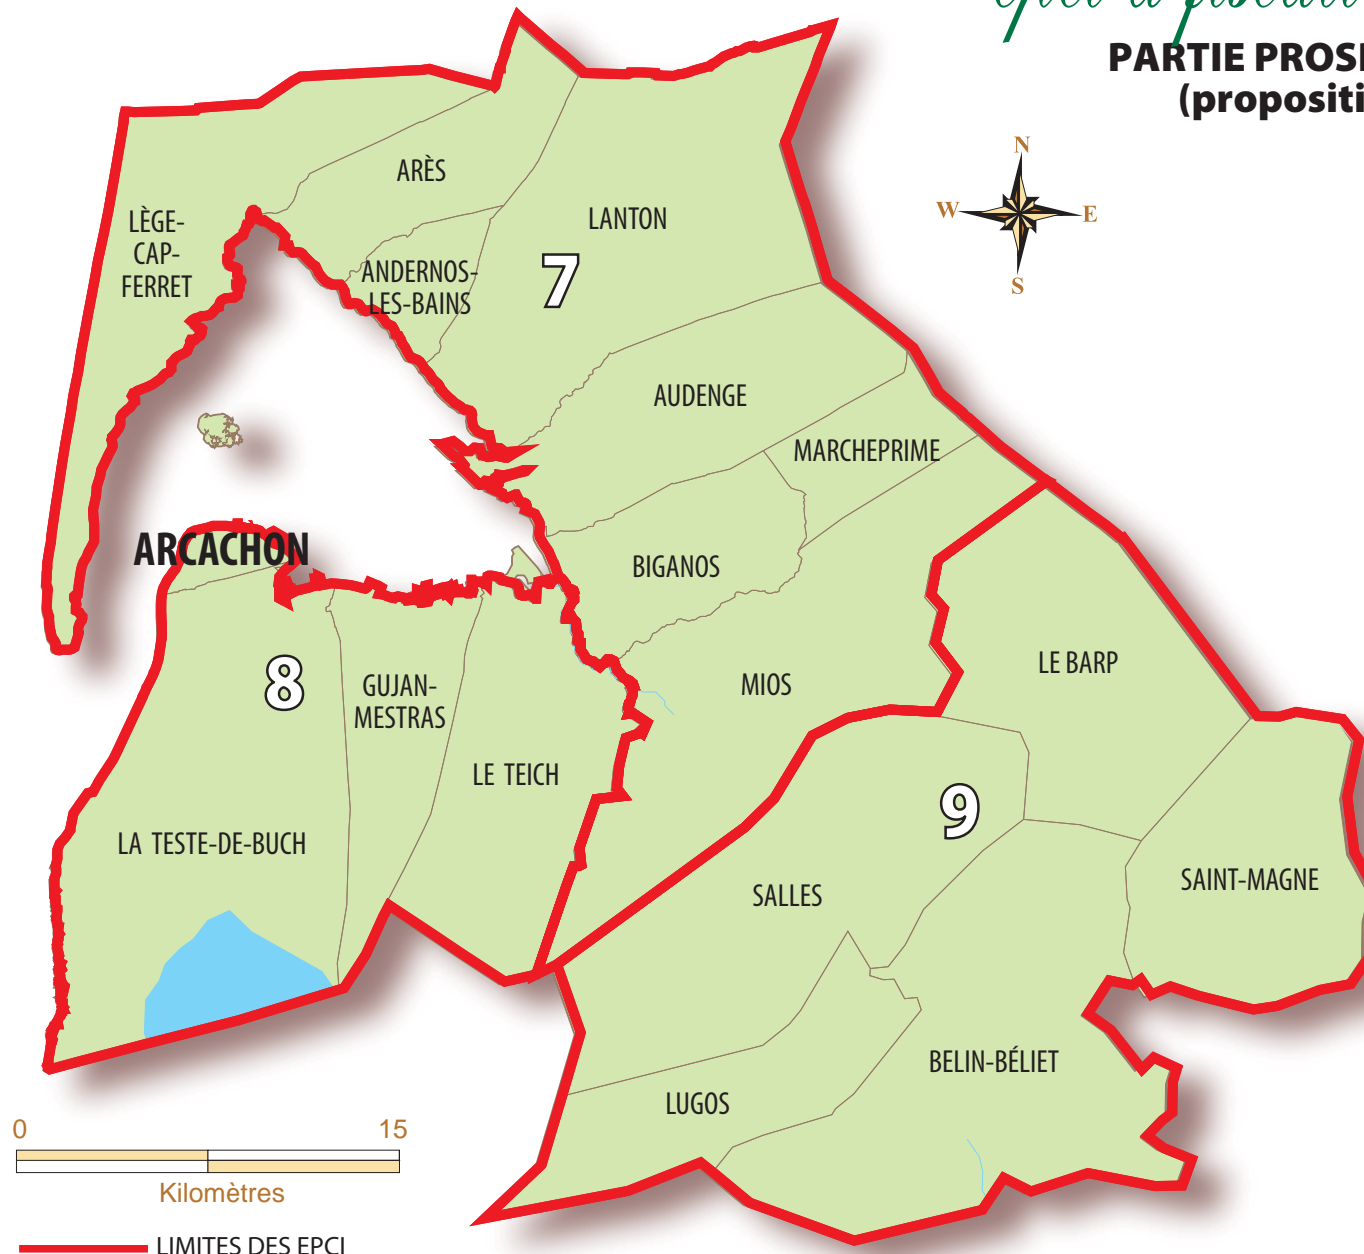 PARTIE
N
W
E
S
ARÈS
LÈGE-
CAP-
FERRET
LANTON
ANDERNOS-
LES-BAINS
7
AUDENGE
MARCHEPRIME
ARCACHON
BIGANOS
LE BARP
8
GUJAN-
MESTRAS
MIOS
LE TEICH
9
LA TESTE-DE-BUCH
SALLES
SAINT-MAGNE
BELIN-BÉLIET
LUGOS
0
15
Kilomètres
LIMITES DES EPCI